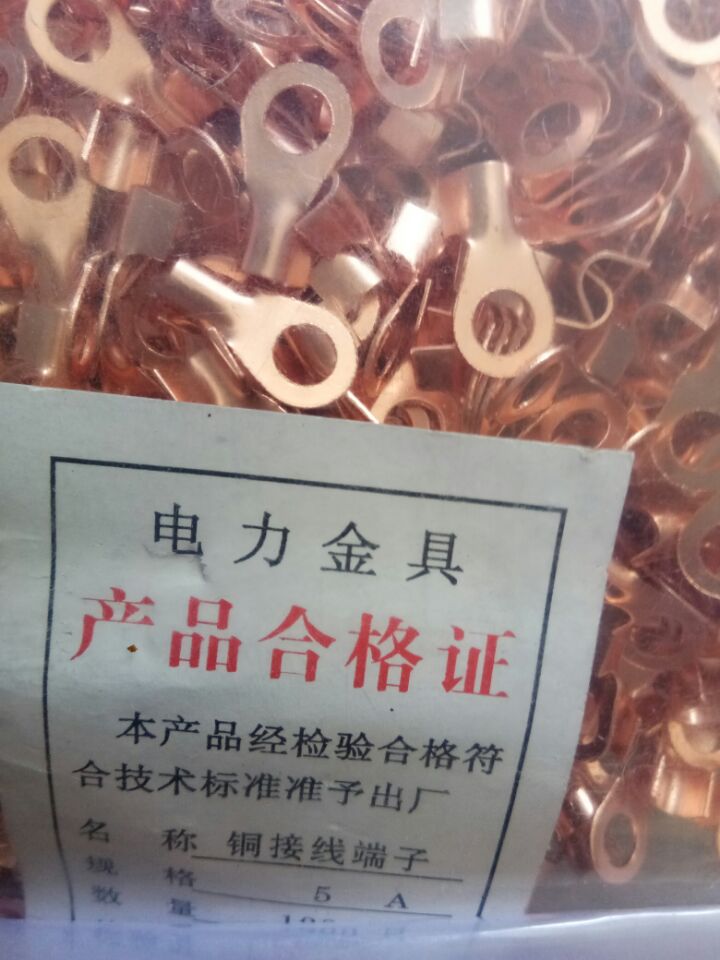 电力金具
产品合格证
本产品经检验合格符
合技术标准准予出厂
名 称 铜接线端子
规 格 5 A
数 量